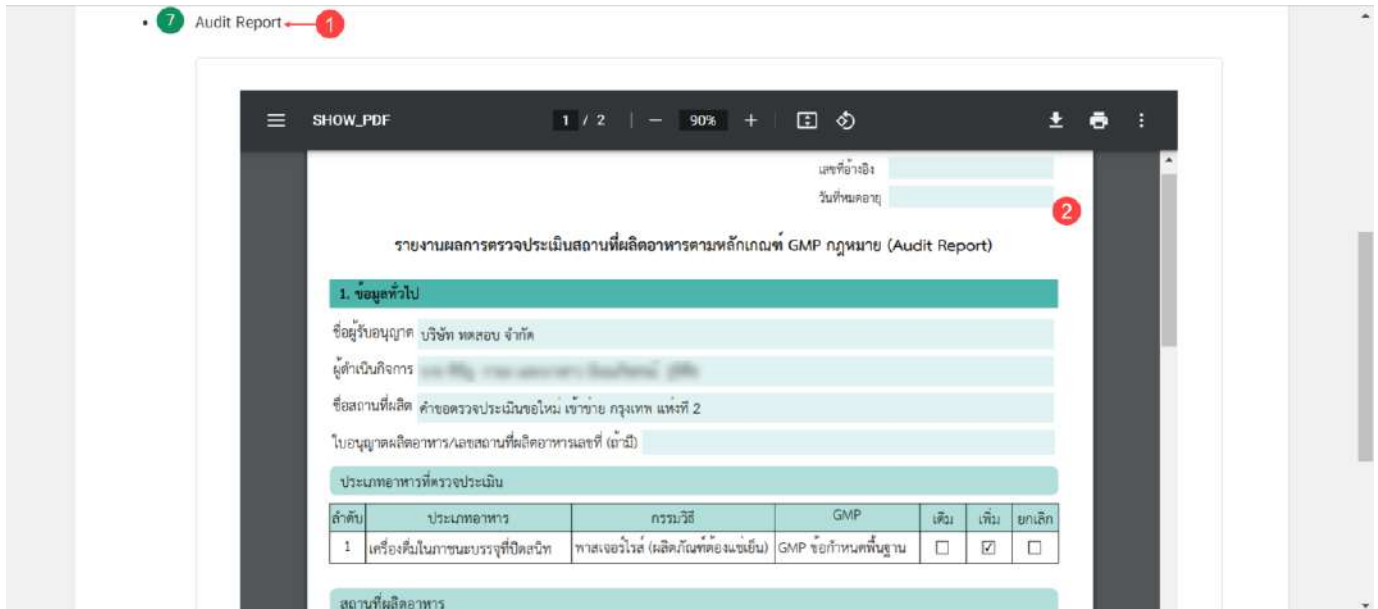 7 Audit Report 1
SHOW_PDF 1 / 2 90%
เลขที่อ้างอิง
วันที่หมดอายุ
2
รายงานผลการตรวจประเมินสถานที่ผลิตอาหารตามหลักเกณฑ์ GMP กฎหมาย (Audit Report)
1. ข้อมูลทั่วไป
ชื่อผู้รับอนุญาต บริษัท ทดสอบ จำกัด
ผู้ดำเนินกิจการ
ชื่อสถานที่ผลิต คำขอตรวจประเมินขอใหม่ เข้าข่าย กรุงเทพ แห่งที่ 2
ใบอนุญาตผลิตอาหาร/เลขสถานที่ผลิตอาหารเลขที่ (ถ้ามี)
ประเภทอาหารที่ตรวจประเมิน
ลำดับ ประเภทอาหาร กรรมวิธี GMP เดิม เพิ่ม ยกเลิก
1 เครื่องดื่มในภาชนะบรรจุที่ปิดสนิท พาสเจอร์ไรส์ (ผลิตภัณฑ์ต้องแช่เย็น) GMP ข้อกำหนดพื้นฐาน
สถานที่ผลิตอาหาร